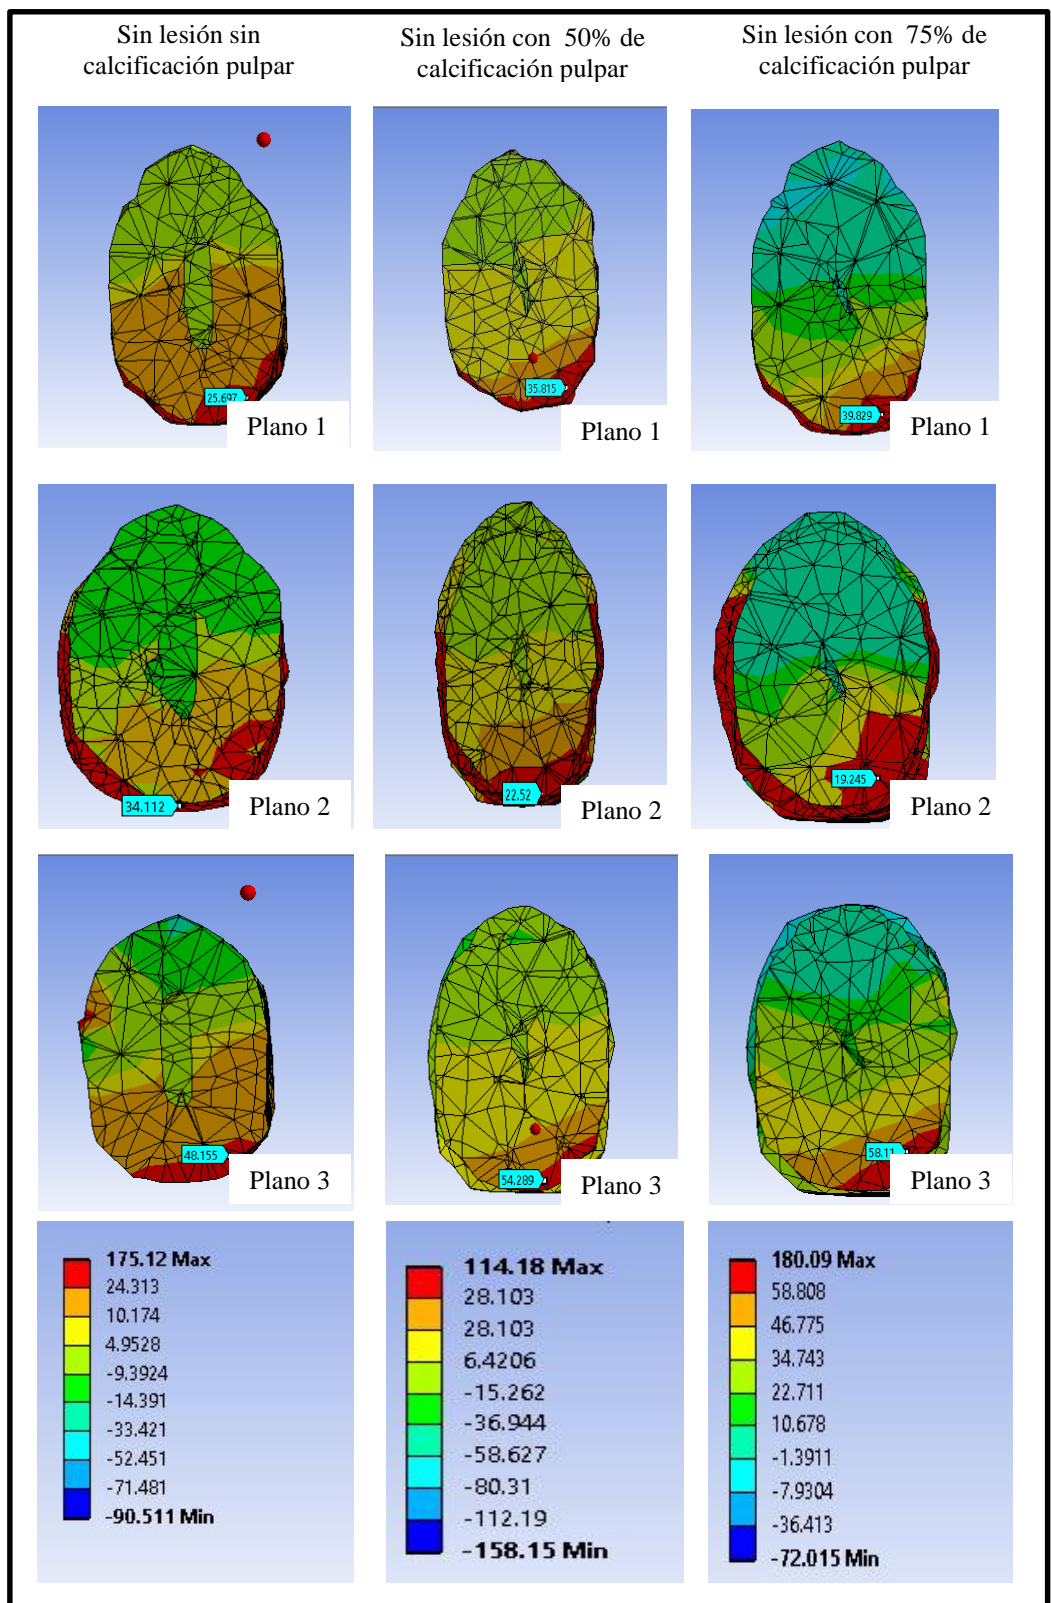 Sin lesión sin
calcificación pulpar
Sin lesión con 50% de
calcificación pulpar
Sin lesión con 75% de
calcificación pulpar
25.697
Plano 1
35.815
Plano 1
39.829
Plano 1
34.112
Plano 2
22.52
Plano 2
19.245
Plano 2
48.155
Plano 3
54.289
Plano 3
58.11
Plano 3
175.12 Max
24.313
10.174
4.9528
-9.3924
-14.391
-33.421
-52.451
-71.481
-90.511 Min
114.18 Max
28.103
28.103
6.4206
-15.262
-36.944
-58.627
-80.31
-112.19
-158.15 Min
180.09 Max
58.808
46.775
34.743
22.711
10.678
-1.3911
-7.9304
-36.413
-72.015 Min